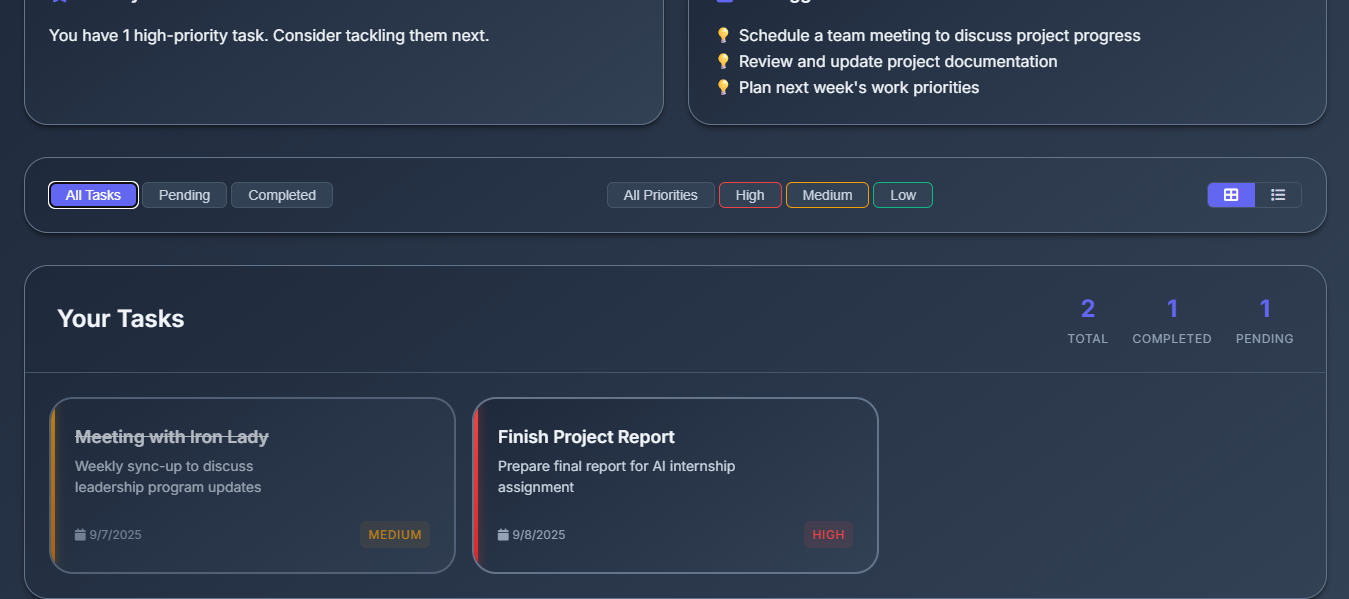 You have 1 high-priority task. Consider tackling them next.
Schedule a team meeting to discuss project progress
Review and update project documentation
Plan next week's work priorities
All Tasks
Pending
Completed
All Priorities
High
Medium
Low
Your Tasks
2
TOTAL
1
COMPLETED
1
PENDING
Meeting with Iron Lady
Weekly sync-up to discuss
leadership program updates
9/7/2025
MEDIUM
Finish Project Report
Prepare final report for AI internship
assignment
9/8/2025
HIGH